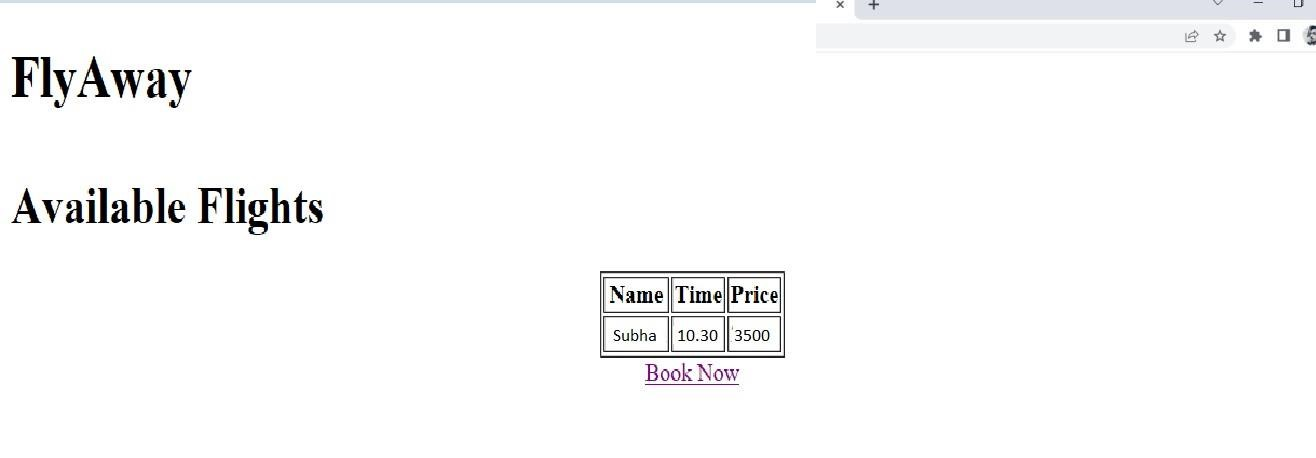 FlyAway
Available Flights
Name Time Price
Subha 10.30 3500
Book Now